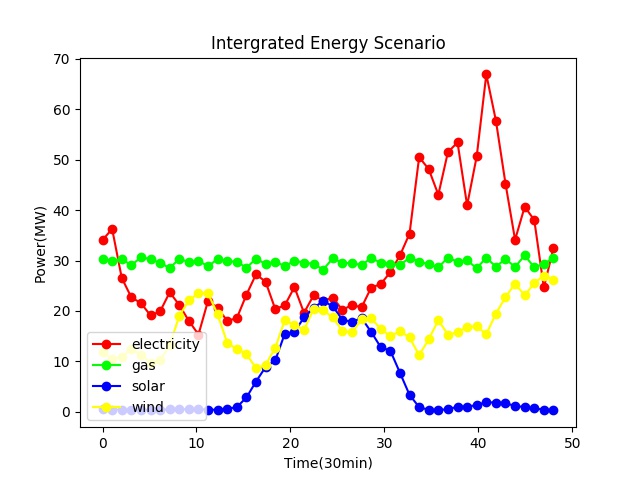 Intergrated Energy Scenario
Power(MW)
70
60
50
40
30
20
10
0
electricity
gas
solar
wind
0 10 20 30 40 50
Time(30min)